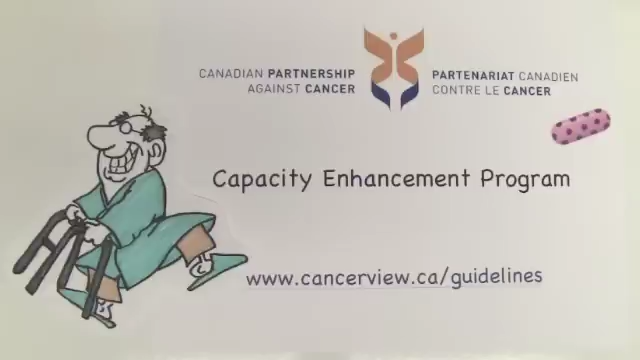 CANADIAN PARTNERSHIP
AGAINST CANCER
PARTENARIAT CANADIEN
CONTRE LE CANCER
Capacity Enhancement Program
www.cancerview.ca/guidelines